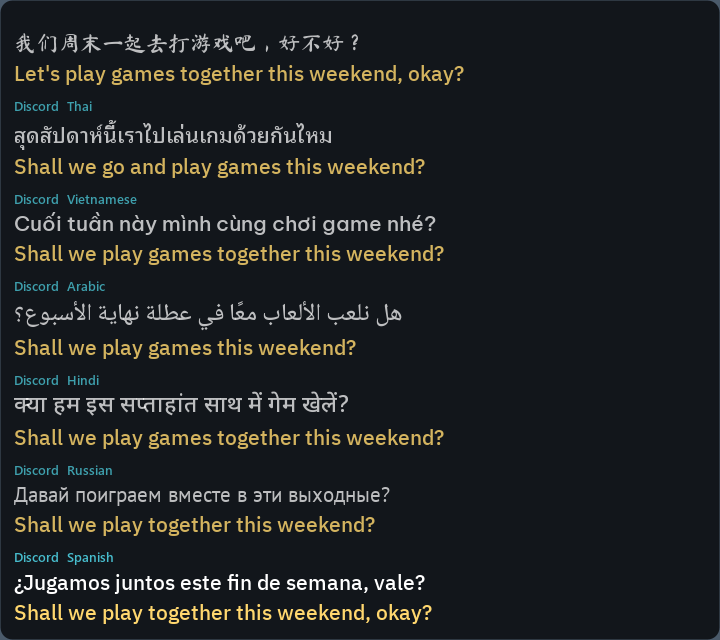 我们周末一起去打游戏吧，好不好？
Let's play games together this weekend, okay?
Discord Thai
สุดสัปดาห์นี้เราไปเล่นเกมด้วยกันไหม
Shall we go and play games this weekend?
Discord Vietnamese
Cuối tuần này mình cùng chơi game nhé?
Shall we play games together this weekend?
Discord Arabic
هل نلعب الألعاب معًا في عطلة نهاية الأسبوع؟
Shall we play games this weekend?
Discord Hindi
क्या हम इस सप्ताहांत साथ में गेम खेलें?
Shall we play games together this weekend?
Discord Russian
Давай поиграем вместе в эти выходные?
Shall we play together this weekend?
Discord Spanish
¿Jugamos juntos este fin de semana, vale?
Shall we play together this weekend, okay?